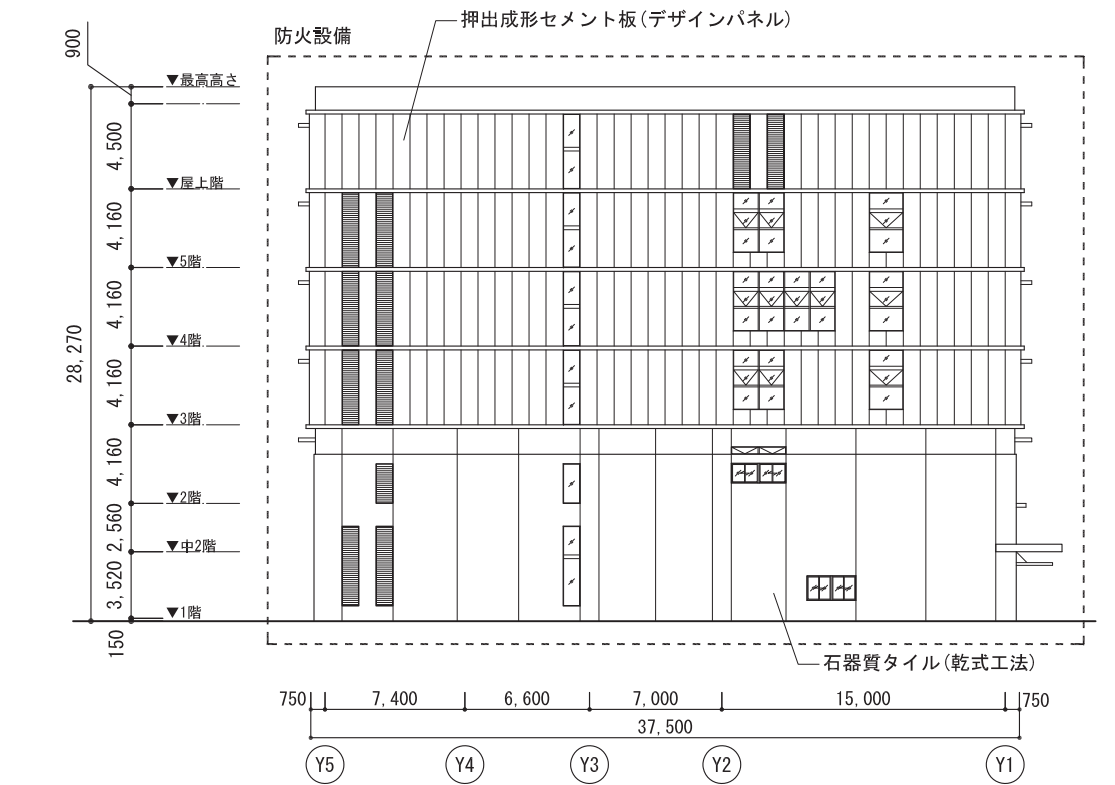 押出成形セメント板(デザインパネル)
防火設備
900
▼最高高さ
4,500
▼屋上階
4,160
▼5階
4,160
▼4階
28,270
4,160
▼3階
4,160
▼2階
2,560
▼中2階
3,520
▼1階
150
石器質タイル(乾式工法)
750 7,400 6,600 7,000 15,000 750
37,500
Y5 Y4 Y3 Y2 Y1